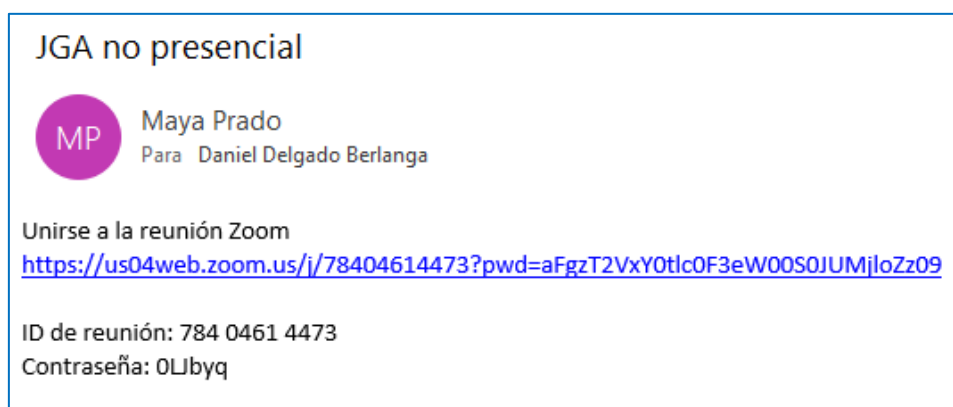 JGA no presencial
MP
Maya Prado
Para Daniel Delgado Berlanga
Unirse a la reunión Zoom
https://us04web.zoom.us/j/78404614473?pwd=aFgzT2VxY0tlc0F3eW00S0JUMjloZz09
ID de reunión: 784 0461 4473
Contraseña: 0LJbyq